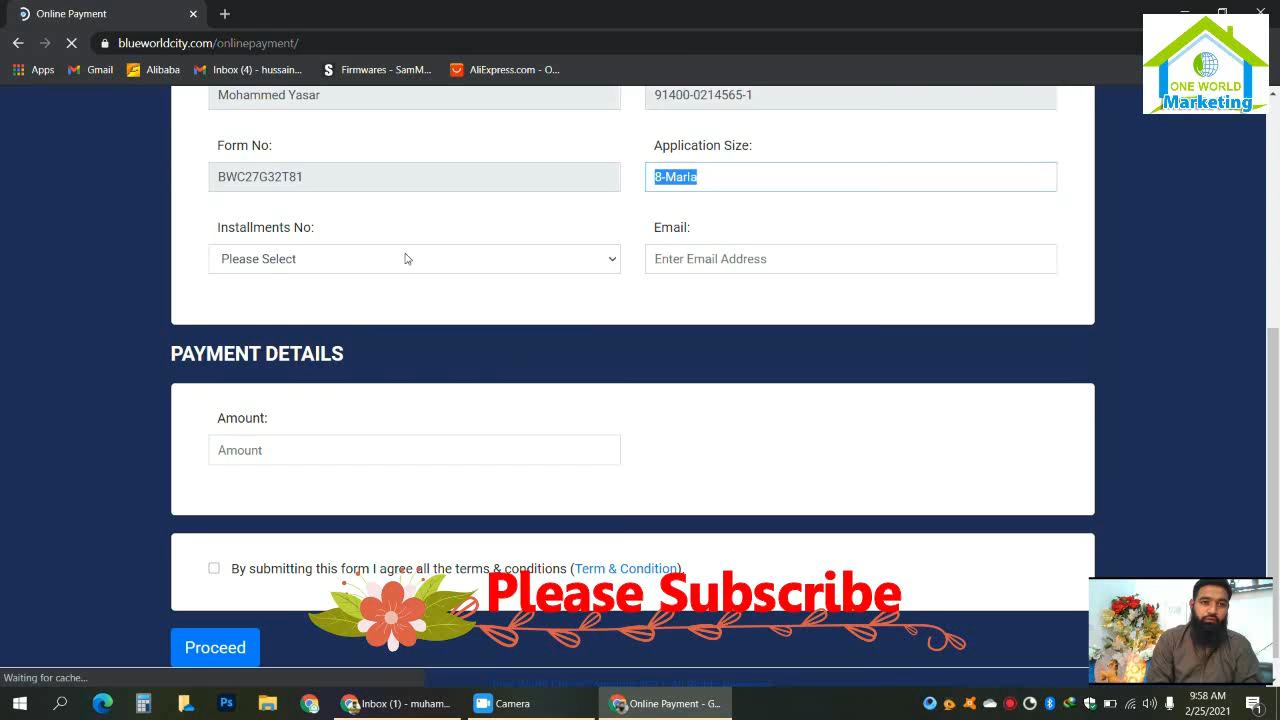 Online Payment
blueworldcity.com/onlinepayment/
Apps
Gmail
Alibaba
Inbox (4) - hussain...
S
Firmwares - SamM...
AliExpress.com - O...
ONE WORLD
Marketing
Mohammed Yasar
91400-0214565-1
Form No:
Application Size:
BWC27G32T81
8-Marla
Installments No:
Email:
Please Select
Enter Email Address
PAYMENT DETAILS
Amount:
Amount
By submitting this form I agree all the terms & conditions (Term & Condition).
Please Subscribe
Proceed
Waiting for cache...
Ps
Inbox (1) - muham...
Camera
Online Payment - G...
9:58 AM
2/25/2021